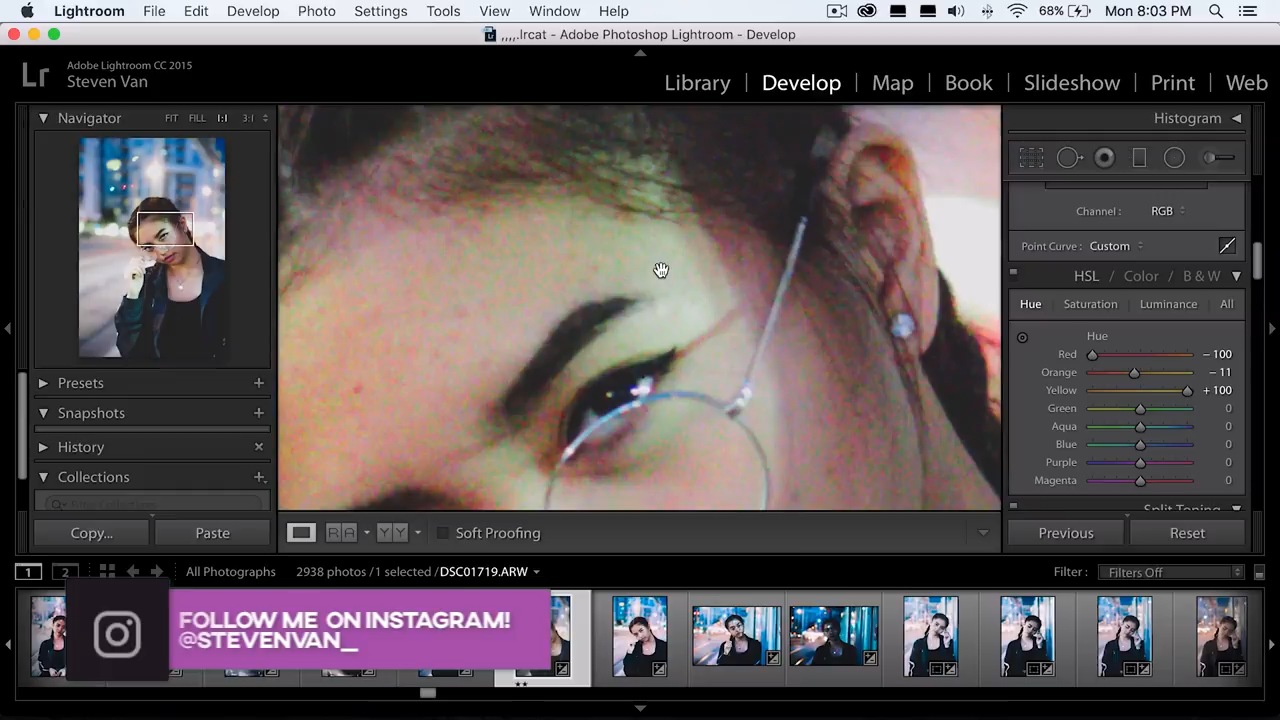 Lightroom File Edit Develop Photo Settings Tools View Window Help 68% Mon 8:03 PM
,,,,.lrcat - Adobe Photoshop Lightroom - Develop
Adobe Lightroom CC 2015
Steven Van
Lr
Library | Develop | Map | Book | Slideshow | Print | Web
Navigator FIT FILL 1:1 3:1
Histogram
Channel : RGB
Point Curve : Custom
HSL / Color / B & W
Hue Saturation Luminance All
Hue
Red - 100
Orange - 11
Yellow + 100
Green 0
Aqua 0
Blue 0
Purple 0
Magenta 0
Split Toning
Presets +
Snapshots +
History ×
Collections +
Filter Collections
Copy... Paste
R A Y Y Soft Proofing
Previous Reset
1 2 All Photographs 2938 photos /1 selected /DSC01719.ARW
Filter : Filters Off
FOLLOW ME ON INSTAGRAM!
@STEVENVAN_